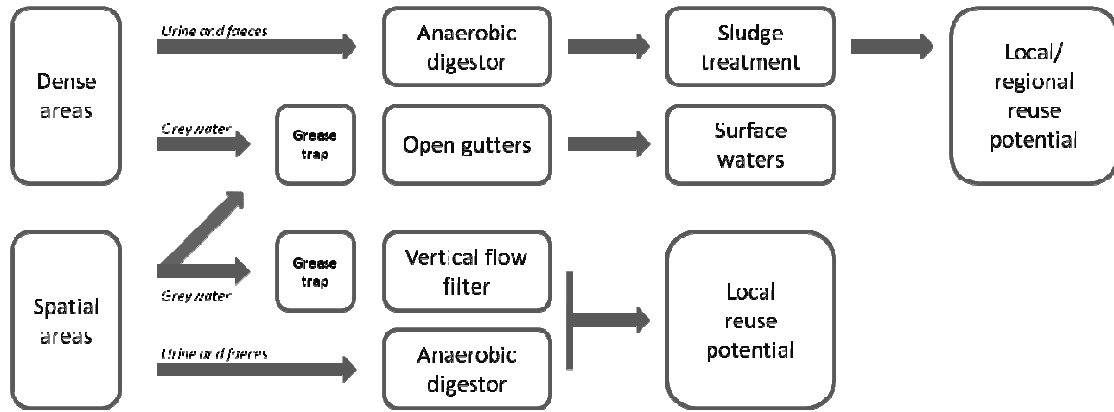 Urine and faeces
Dense
areas
Anaerobic
digestor
Sludge
treatment
Local/
regional
reuse
potential
Grey water
Grease
trap
Open gutters
Surface
waters
Spatial
areas
Grease
trap
Grey water
Vertical flow
filter
Local
reuse
potential
Urine and faeces
Anaerobic
digestor